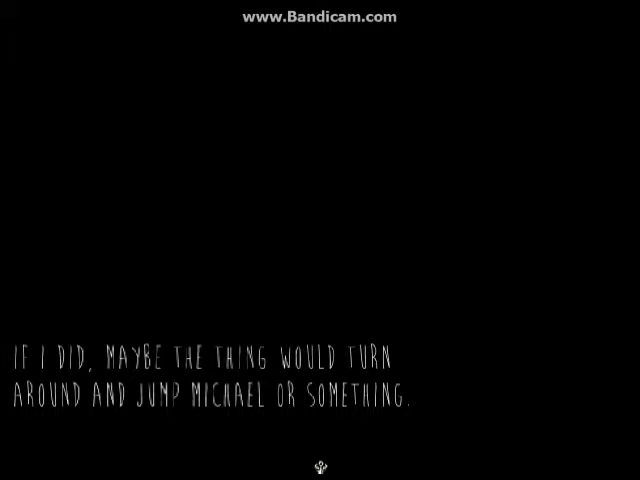 www.Bandicam.com
IF I DID, MAYBE THE THING WOULD TURN
AROUND AND JUMP MICHAEL OR SOMETHING.